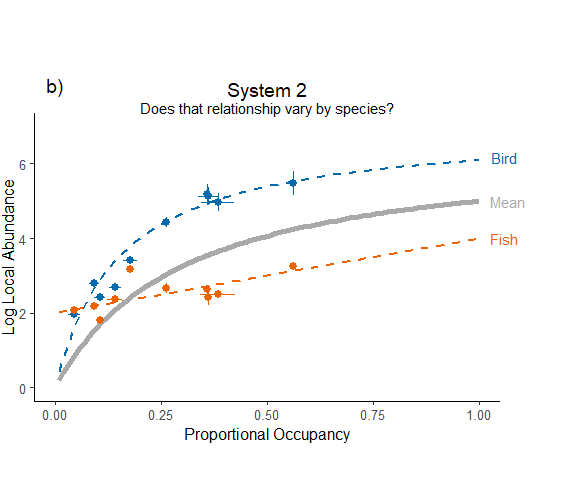 b)
System 2
Does that relationship vary by species?
Log Local Abundance
6
4
2
0
Bird
Mean
Fish
0.00 0.25 0.50 0.75 1.00
Proportional Occupancy